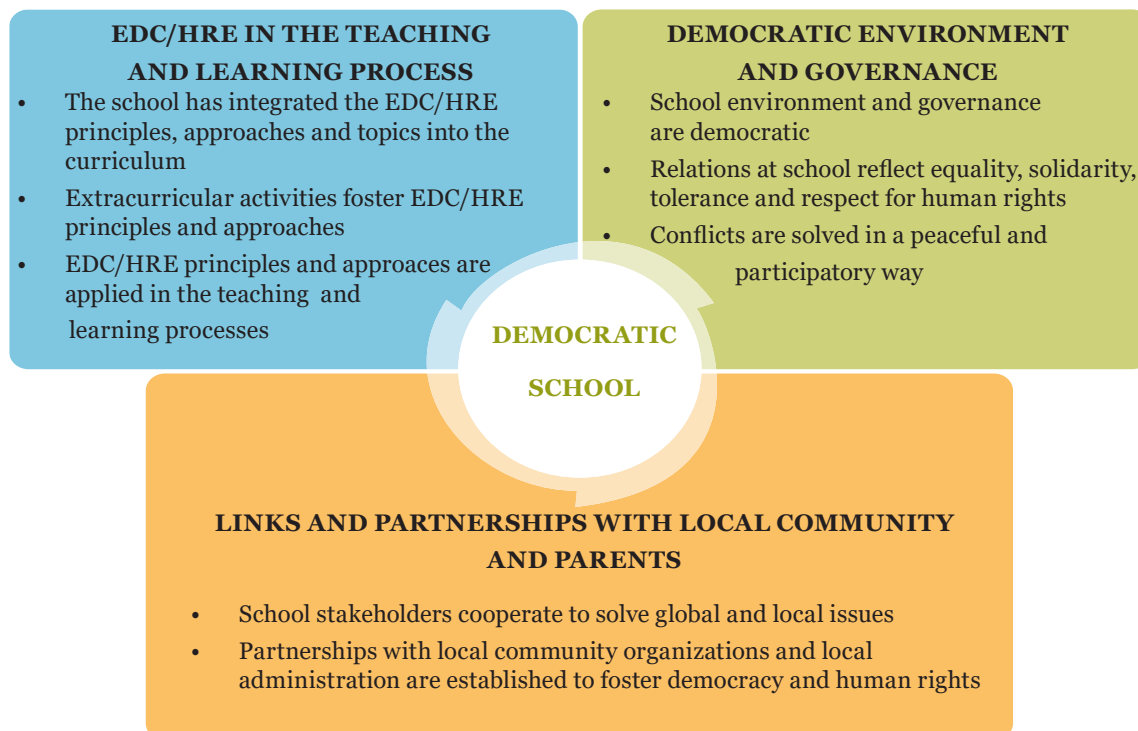 EDC/HRE IN THE TEACHING
AND LEARNING PROCESS
• The school has integrated the EDC/HRE
principles, approaches and topics into the
curriculum
• Extracurricular activities foster EDC/HRE
principles and approaches
• EDC/HRE principles and approaces are
applied in the teaching and
learning processes
DEMOCRATIC ENVIRONMENT
AND GOVERNANCE
• School environment and governance
are democratic
• Relations at school reflect equality, solidarity,
tolerance and respect for human rights
• Conflicts are solved in a peaceful and
participatory way
DEMOCRATIC
SCHOOL
LINKS AND PARTNERSHIPS WITH LOCAL COMMUNITY
AND PARENTS
• School stakeholders cooperate to solve global and local issues
• Partnerships with local community organizations and local
administration are established to foster democracy and human rights